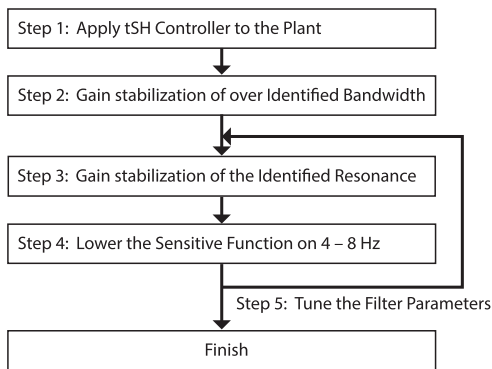 Step 1: Apply tSH Controller to the Plant
Step 2: Gain stabilization of over Identified Bandwidth
Step 3: Gain stabilization of the Identified Resonance
Step 4: Lower the Sensitive Function on 4 – 8 Hz
Step 5: Tune the Filter Parameters
Finish